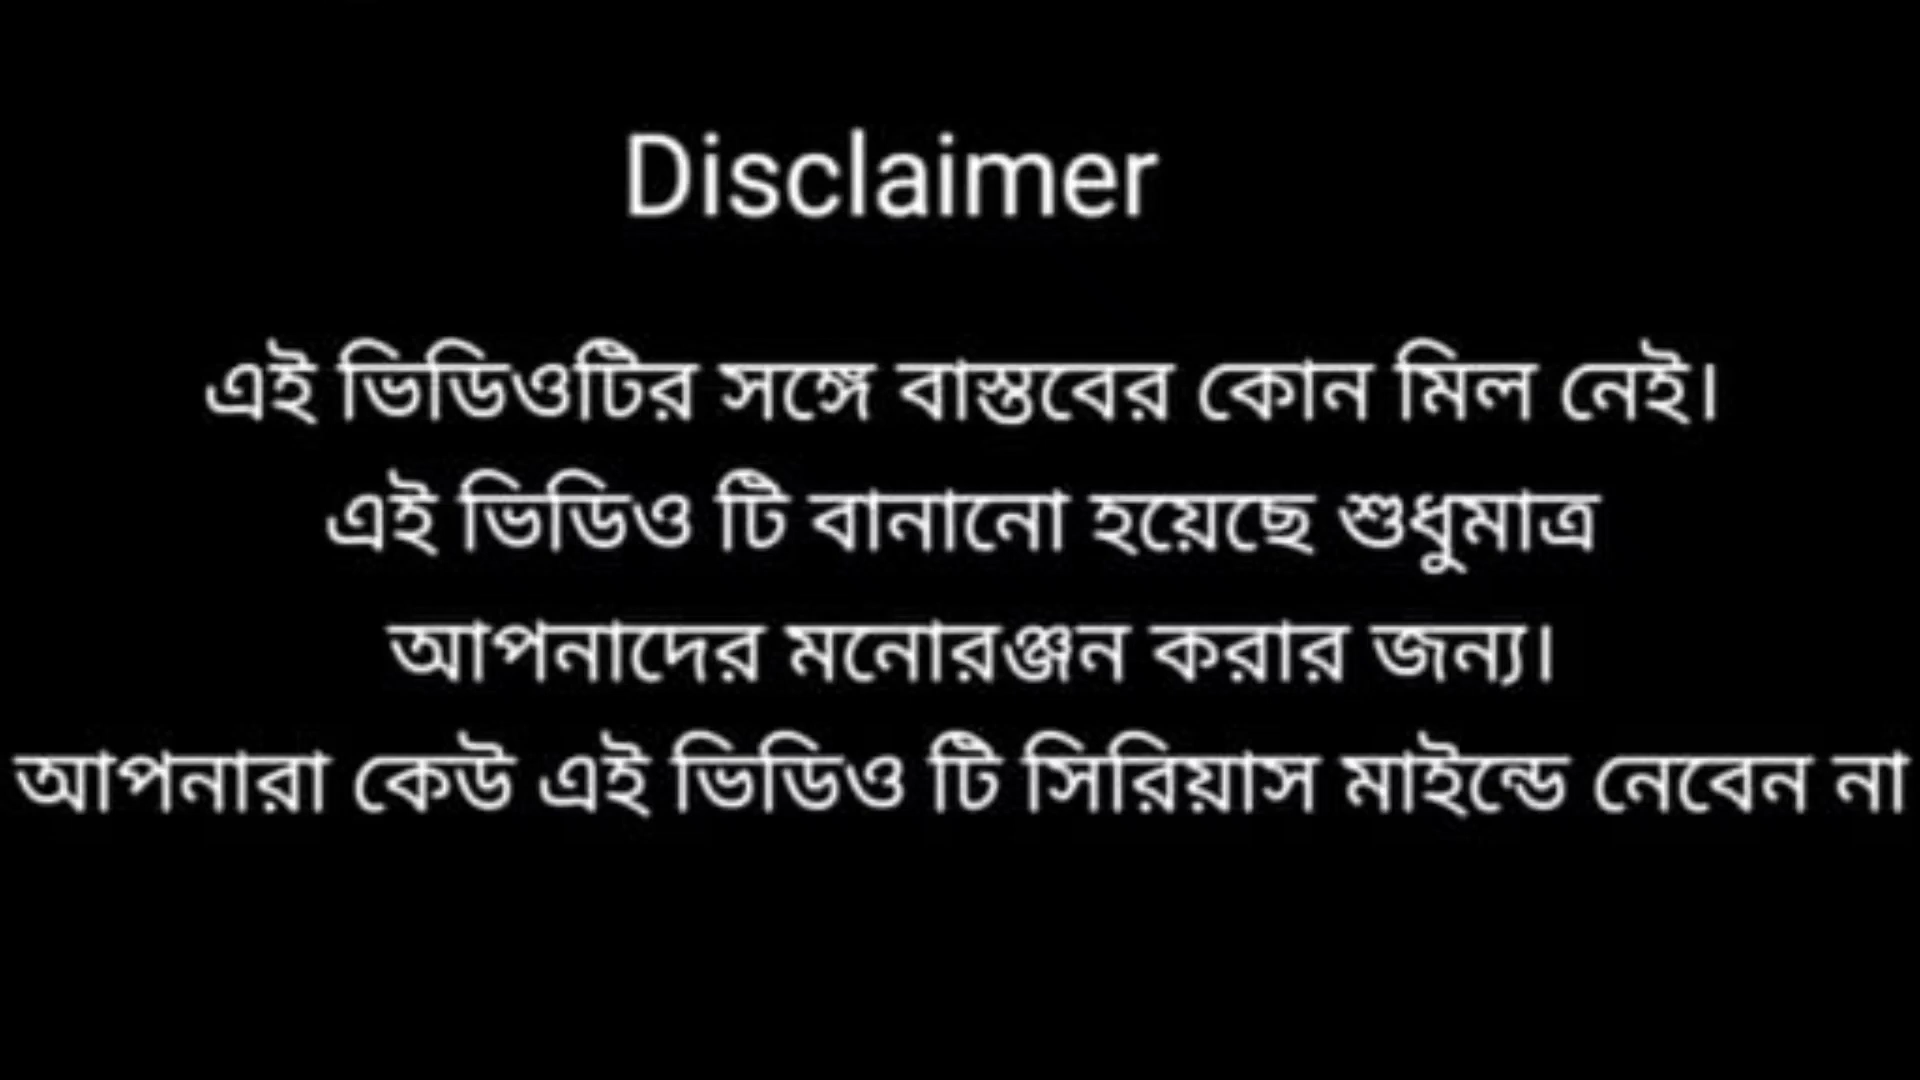 Disclaimer
এই ভিডিওটির সঙ্গে বাস্তবের কোন মিল নেই।
এই ভিডিও টি বানানো হয়েছে শুধুমাত্র
আপনাদের মনোরঞ্জন করার জন্য।
আপনারা কেউ এই ভিডিও টি সিরিয়াস মাইন্ডে নেবেন না